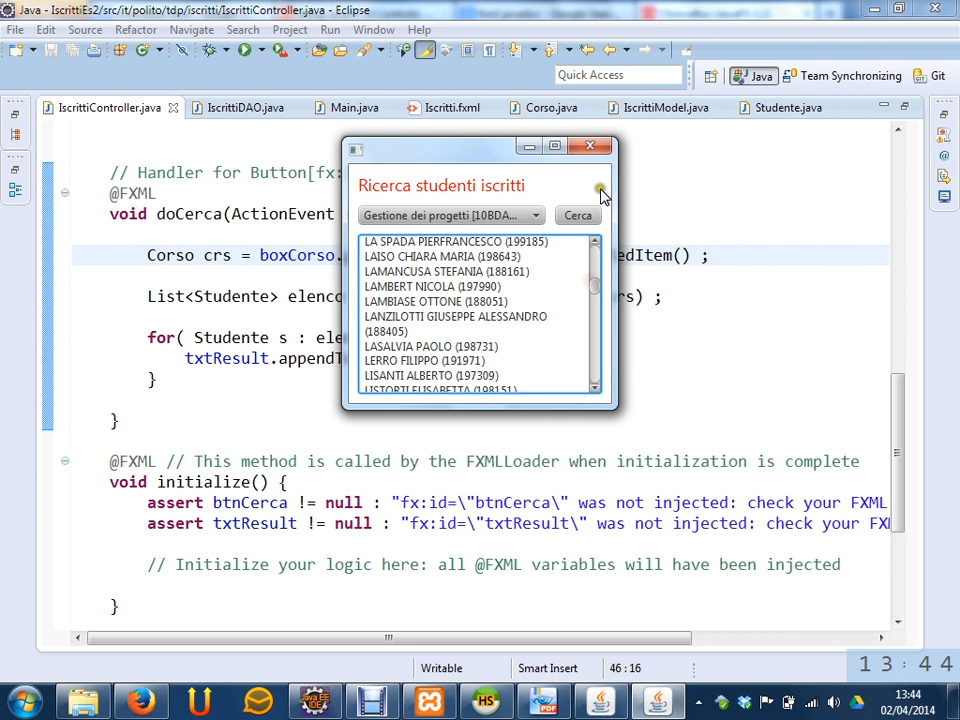 Java - IscrittiEs2/src/it/polito/tdp/iscritti/IscrittiController.java - Eclipse
File Edit Source Refactor Navigate Search Project Run Window Help
Quick Access
Java
Team Synchronizing
Git
IscrittiController.java
IscrittiDAO.java
Main.java
Iscritti.fxml
Corso.java
IscrittiModel.java
Studente.java
// Handler for Button[fx:
@FXML
void doCerca(ActionEvent
Corso crs = boxCorso.
edItem() ;
List<Studente> elenco
rs) ;
for( Studente s : ele
txtResult.appendT
}
}
Ricerca studenti iscritti
Gestione dei progetti [10BDA...
Cerca
LA SPADA PIERFRANCESCO (199185)
LAISO CHIARA MARIA (198643)
LAMANCUSA STEFANIA (188161)
LAMBERT NICOLA (197990)
LAMBIASE OTTONE (188051)
LANZILOTTI GIUSEPPE ALESSANDRO
(188405)
LASALVIA PAOLO (198731)
LERRO FILIPPO (191971)
LISANTI ALBERTO (197309)
LISTORTI ELISABETTA (198151)
@FXML // This method is called by the FXMLLoader when initialization is complete
void initialize() {
assert btnCerca != null : "fx:id=\"btnCerca\" was not injected: check your FXML
assert txtResult != null : "fx:id=\"txtResult\" was not injected: check your FX
// Initialize your logic here: all @FXML variables will have been injected
}
Writable
Smart Insert
46 : 16
13:44
13:44
02/04/2014